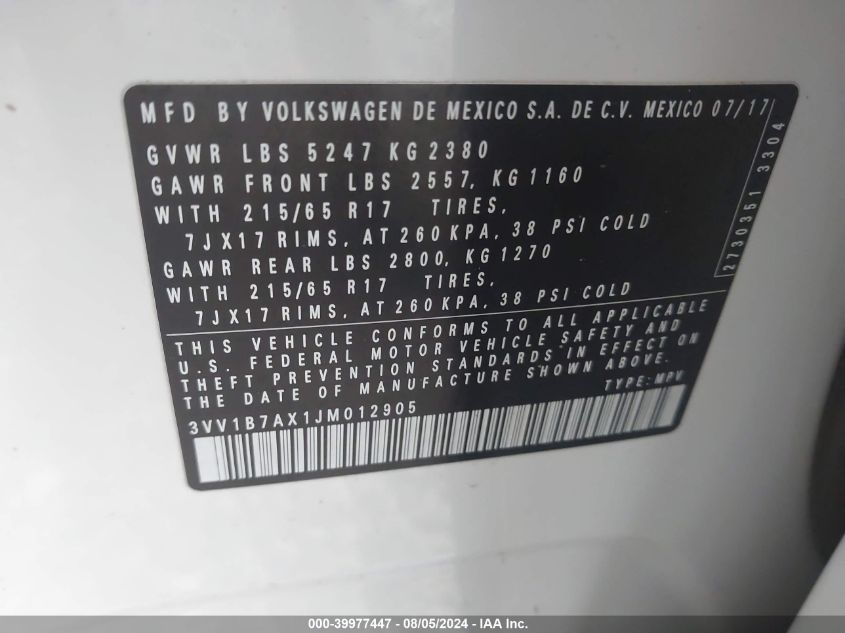 MFD BY VOLKSWAGEN DE MEXICO S.A. DE C.V. MEXICO 07/17
GVWR LBS 5247 KG 2380
GAWR FRONT LBS 2557, KG 1160
WITH 215/65 R17 TIRES,
7JX17 RIMS, AT 260 KPA, 38 PSI COLD
GAWR REAR LBS 2800, KG 1270
WITH 215/65 R17 TIRES,
7JX17 RIMS, AT 260 KPA, 38 PSI COLD
2730351 3304
THIS VEHICLE CONFORMS TO ALL APPLICABLE
U.S. FEDERAL MOTOR VEHICLE SAFETY AND
THEFT PREVENTION STANDARDS IN EFFECT ON
THE DATE OF MANUFACTURE SHOWN ABOVE.
TYPE: MPV
3VV1B7AX1JM012905
000-39977447 - 08/05/2024 - IAA Inc.